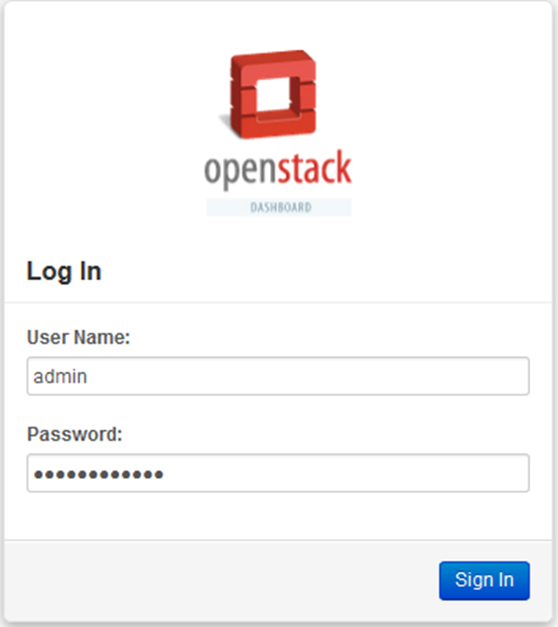 openstack
DASHBOARD
Log In
User Name:
admin
Password:
••••••••••••
Sign In